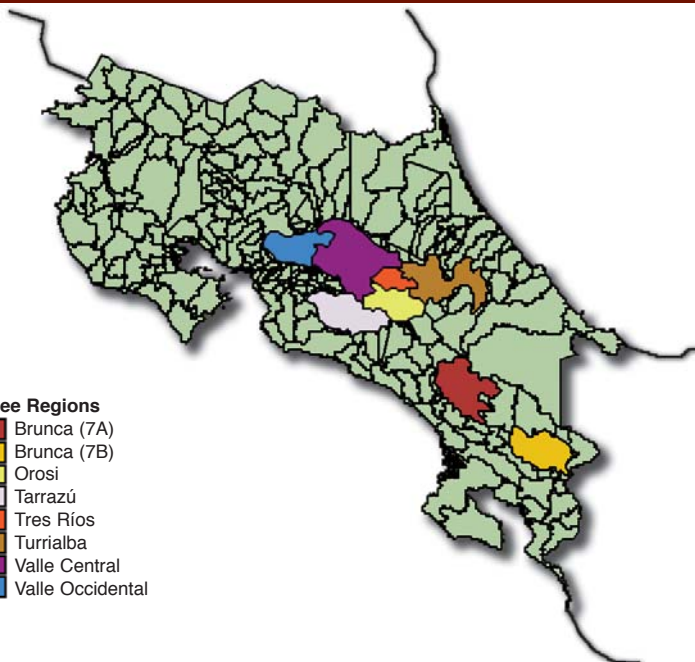 ee Regions
Brunca (7A)
Brunca (7B)
Orosi
Tarrazú
Tres Ríos
Turrialba
Valle Central
Valle Occidental